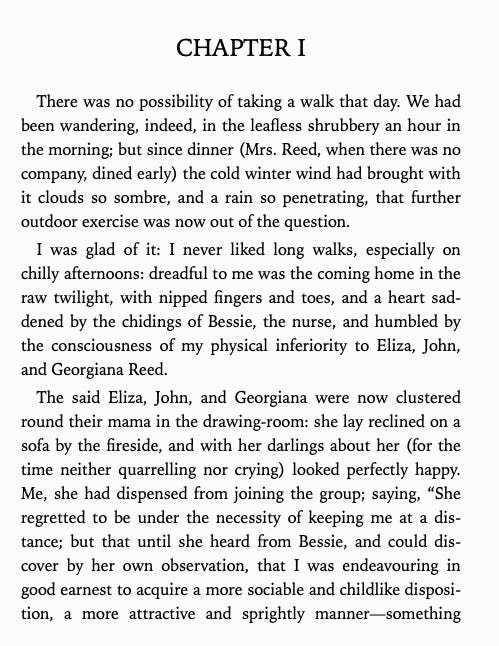 CHAPTER I
There was no possibility of taking a walk that day. We had
been wandering, indeed, in the leafless shrubbery an hour in
the morning; but since dinner (Mrs. Reed, when there was no
company, dined early) the cold winter wind had brought with
it clouds so sombre, and a rain so penetrating, that further
outdoor exercise was now out of the question.
I was glad of it: I never liked long walks, especially on
chilly afternoons: dreadful to me was the coming home in the
raw twilight, with nipped fingers and toes, and a heart sad-
dened by the chidings of Bessie, the nurse, and humbled by
the consciousness of my physical inferiority to Eliza, John,
and Georgiana Reed.
The said Eliza, John, and Georgiana were now clustered
round their mama in the drawing-room: she lay reclined on a
sofa by the fireside, and with her darlings about her (for the
time neither quarrelling nor crying) looked perfectly happy.
Me, she had dispensed from joining the group; saying, “She
regretted to be under the necessity of keeping me at a dis-
tance; but that until she heard from Bessie, and could dis-
cover by her own observation, that I was endeavouring in
good earnest to acquire a more sociable and childlike disposi-
tion, a more attractive and sprightly manner—something